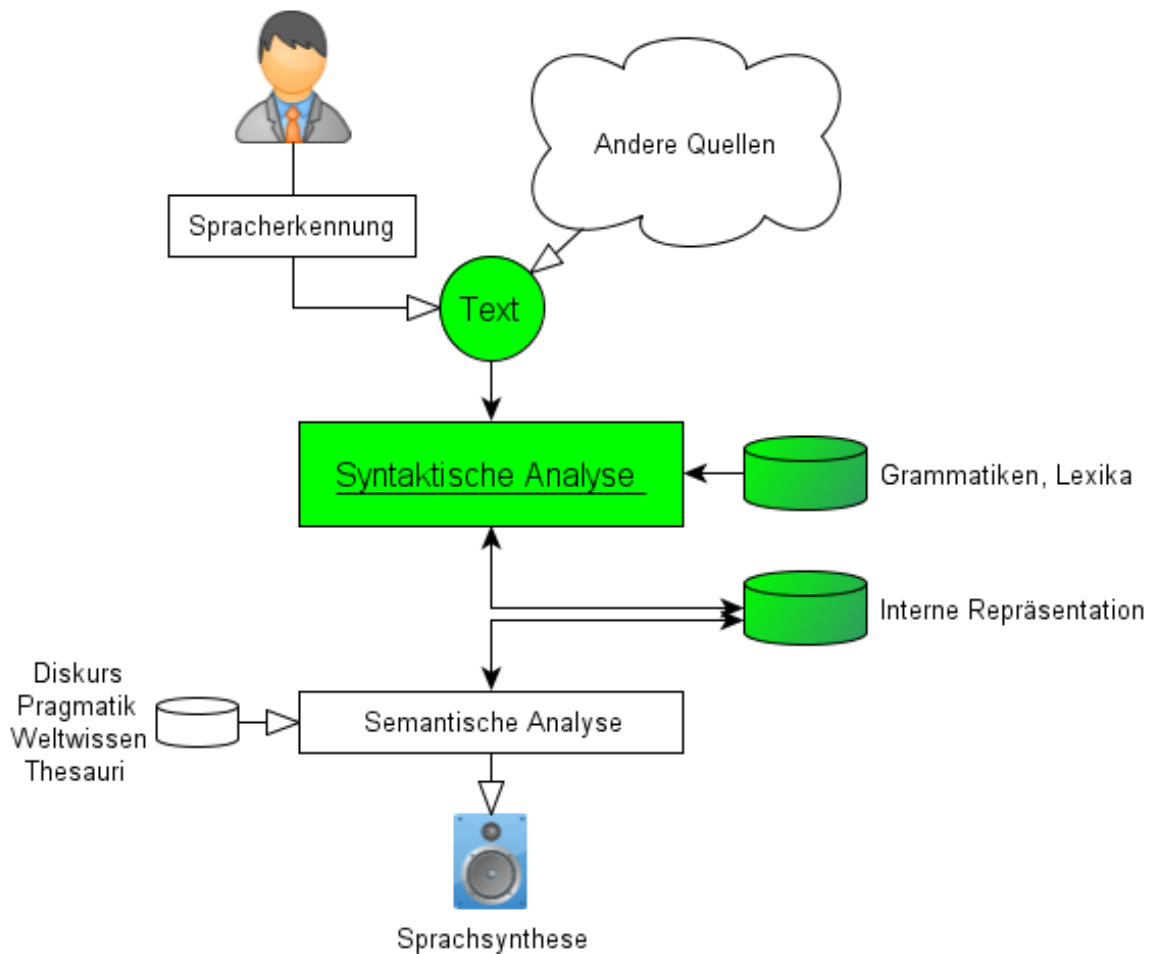 Andere Quellen
Spracherkennung
Text
Syntaktische Analyse
Grammatiken, Lexika
Interne Repräsentation
Diskurs
Pragmatik
Weltwissen
Thesauri
Semantische Analyse
Sprachsynthese